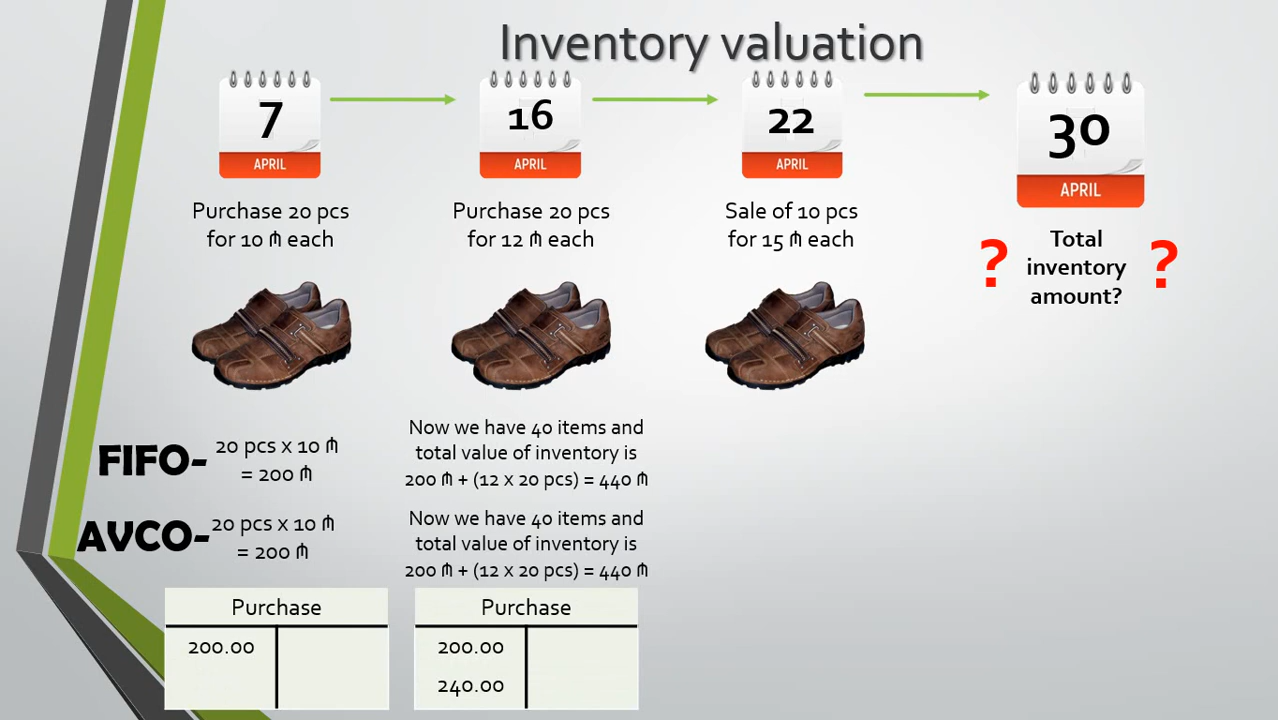 Inventory valuation
7
APRIL
16
APRIL
22
APRIL
30
APRIL
Purchase 20 pcs
for 10 ₼ each
Purchase 20 pcs
for 12 ₼ each
Sale of 10 pcs
for 15 ₼ each
? Total ?
inventory
amount?
FIFO-
20 pcs x 10 ₼
= 200 ₼
Now we have 40 items and
total value of inventory is
200 ₼ + (12 x 20 pcs) = 440 ₼
AVCO-
20 pcs x 10 ₼
= 200 ₼
Now we have 40 items and
total value of inventory is
200 ₼ + (12 x 20 pcs) = 440 ₼
Purchase
200.00
Purchase
200.00
240.00